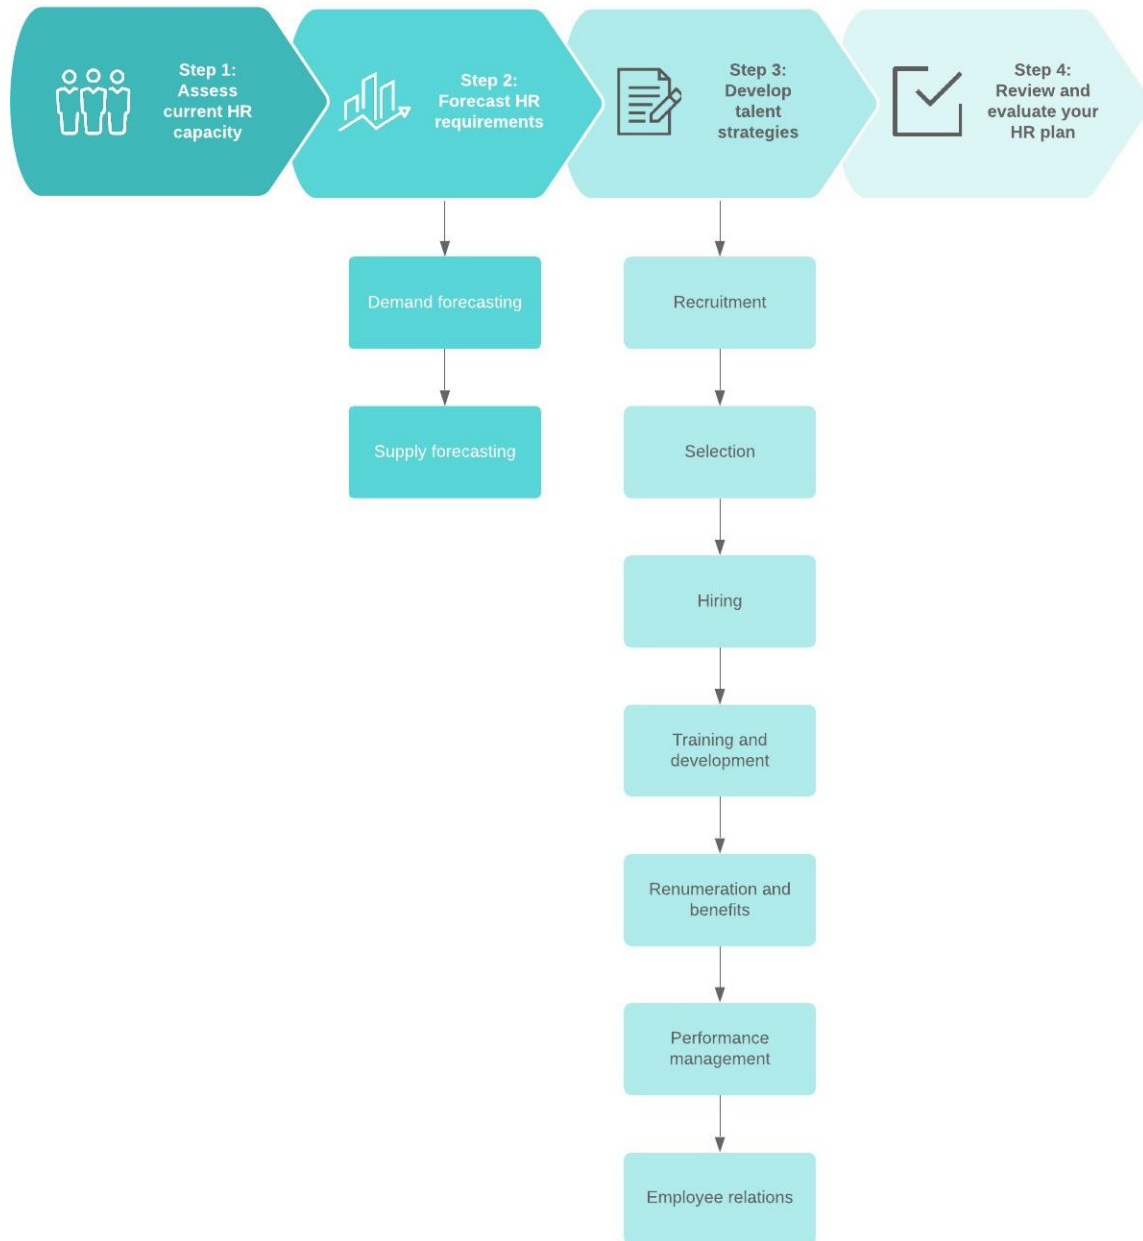 Step 1:
Assess
current HR
capacity
Step 2:
Forecast HR
requirements
Step 3:
Develop
talent
strategies
Step 4:
Review and
evaluate your
HR plan
Demand forecasting
Supply forecasting
Recruitment
Selection
Hiring
Training and
development
Renumeration and
benefits
Performance
management
Employee relations